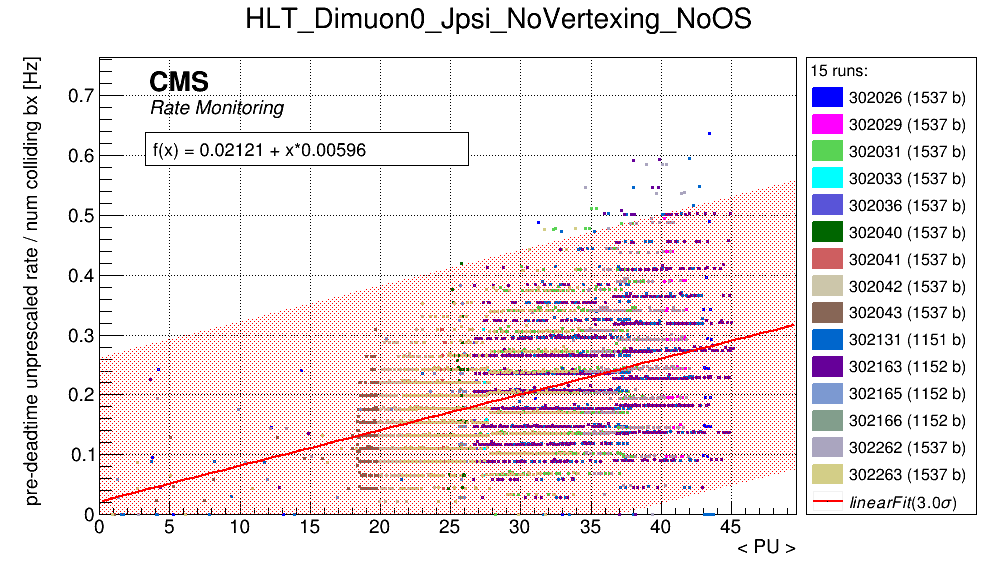 HLT_Dimuon0_Jpsi_NoVertexing_NoOS
pre-deadtime unprescaled rate / num colliding bx [Hz]
CMS
Rate Monitoring
f(x) = 0.02121 + x*0.00596
0.7
0.6
0.5
0.4
0.3
0.2
0.1
0
0 5 10 15 20 25 30 35 40 45
< PU >
15 runs:
302026 (1537 b)
302029 (1537 b)
302031 (1537 b)
302033 (1537 b)
302036 (1537 b)
302040 (1537 b)
302041 (1537 b)
302042 (1537 b)
302043 (1537 b)
302131 (1151 b)
302163 (1152 b)
302165 (1152 b)
302166 (1152 b)
302262 (1537 b)
302263 (1537 b)
linearFit(3.0σ)